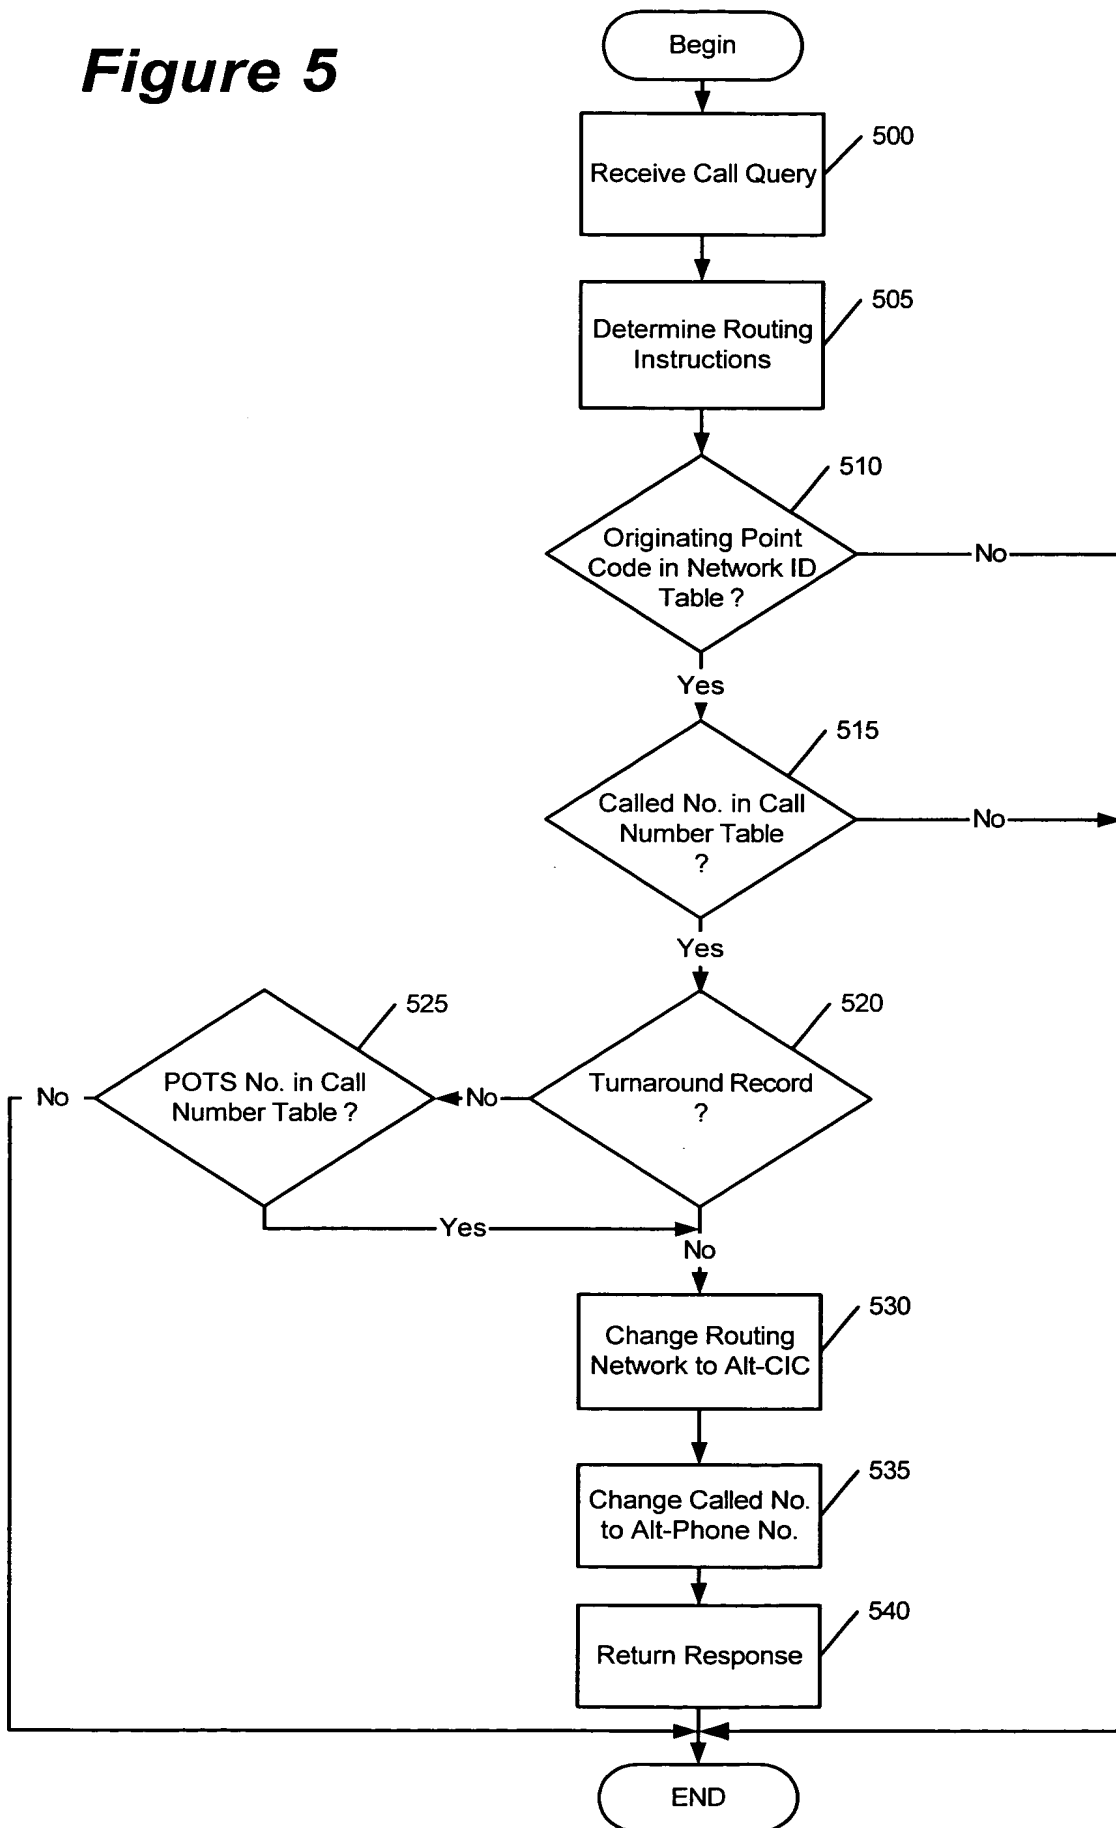 Figure 5
Begin
500
Receive Call Query
505
Determine Routing
Instructions
510
Originating Point
Code in Network ID
Table ?
No
Yes
515
Called No. in Call
Number Table
?
No
Yes
525
520
No
POTS No. in Call
Number Table ?
No
Turnaround Record
?
Yes
No
530
Change Routing
Network to Alt-CIC
535
Change Called No.
to Alt-Phone No.
540
Return Response
END